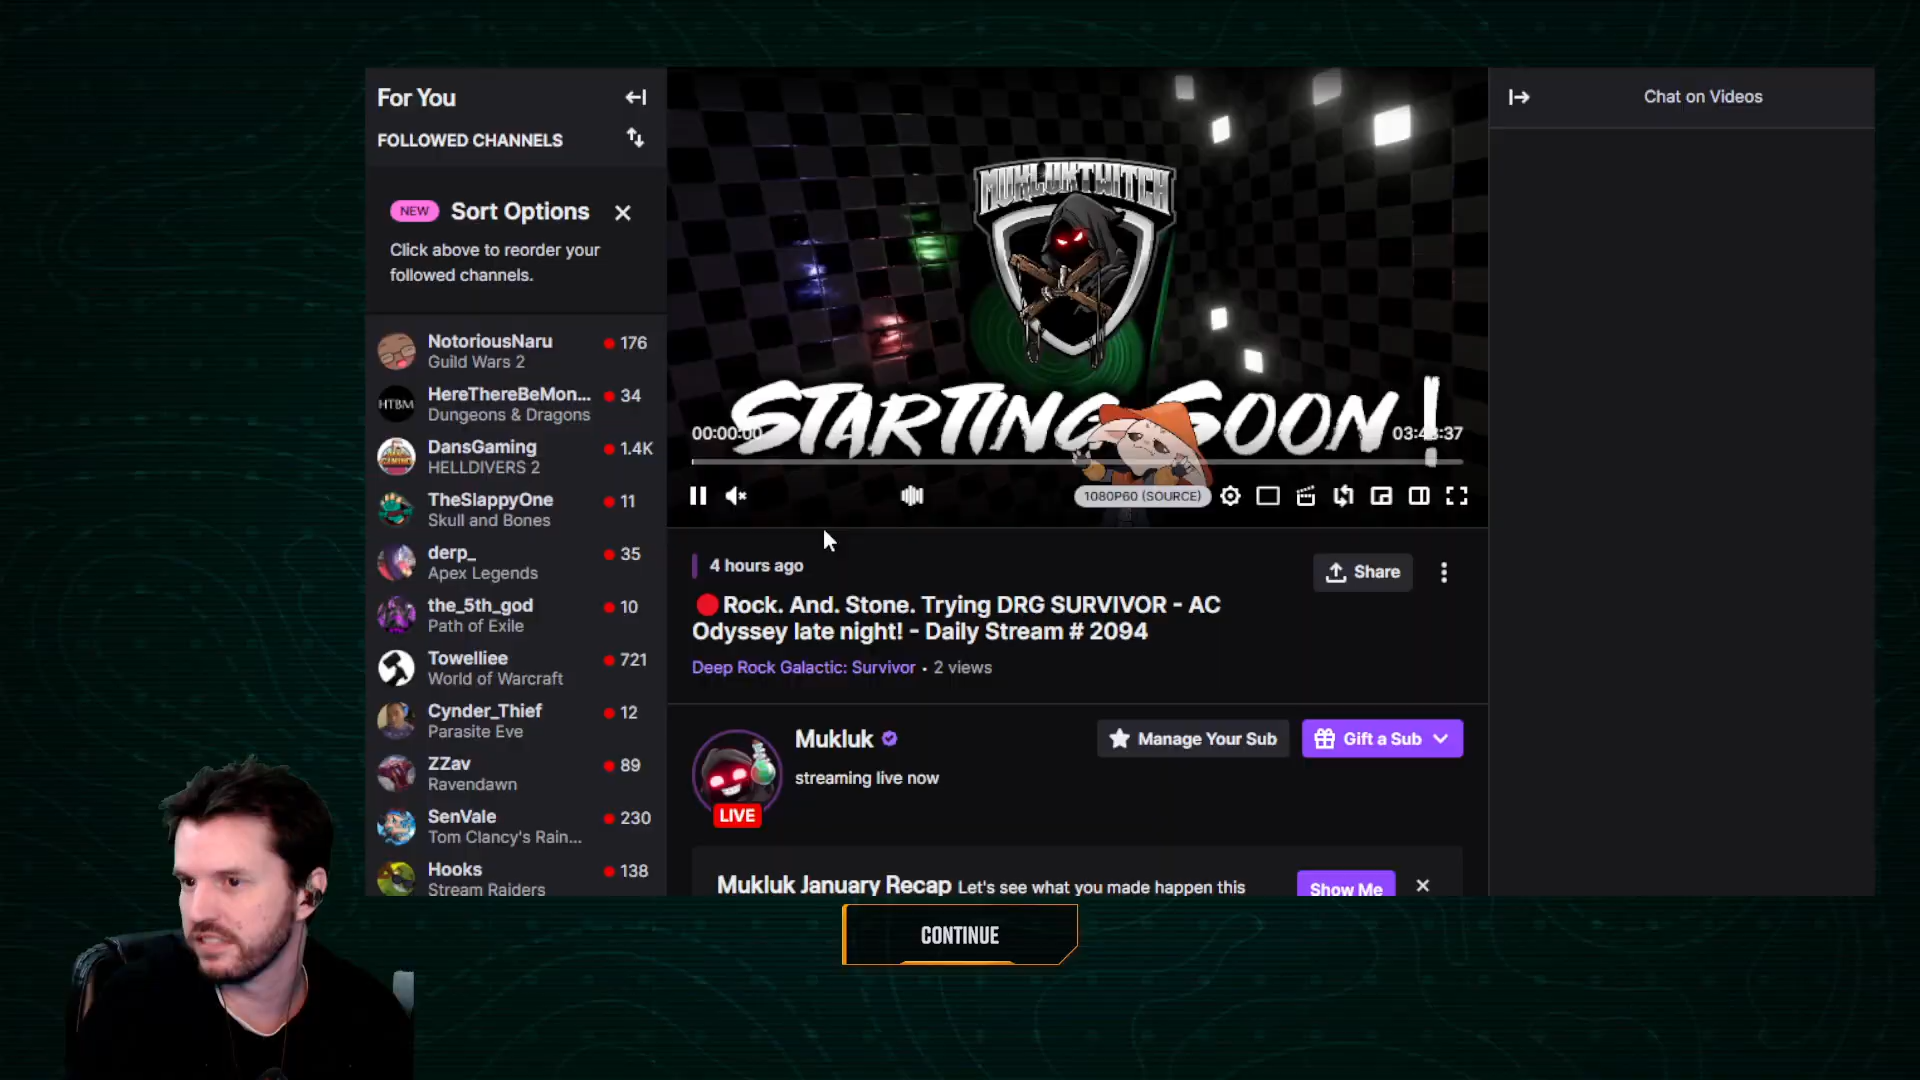 For You
FOLLOWED CHANNELS
NEW Sort Options
Click above to reorder your
followed channels.
NotoriousNaru 176
Guild Wars 2
HereThereBeMon... 34
HTBM
Dungeons & Dragons
DansGaming 1.4K
HELLDIVERS 2
TheSlappyOne 11
Skull and Bones
derp_ 35
Apex Legends
the_5th_god 10
Path of Exile
Towelliee 721
World of Warcraft
Cynder_Thief 12
Parasite Eve
ZZav 89
Ravendawn
SenVale 230
Tom Clancy's Rain...
Hooks 138
Stream Raiders
MUKLUKTWITCH
STARTING SOON!
00:00:00
1080P60 (SOURCE)
4 hours ago
Share
Rock. And. Stone. Trying DRG SURVIVOR - AC
Odyssey late night! - Daily Stream # 2094
Deep Rock Galactic: Survivor • 2 views
Mukluk
streaming live now
LIVE
Manage Your Sub
Gift a Sub
Mukluk January Recap Let's see what you made happen this
Show Me
Chat on Videos
CONTINUE